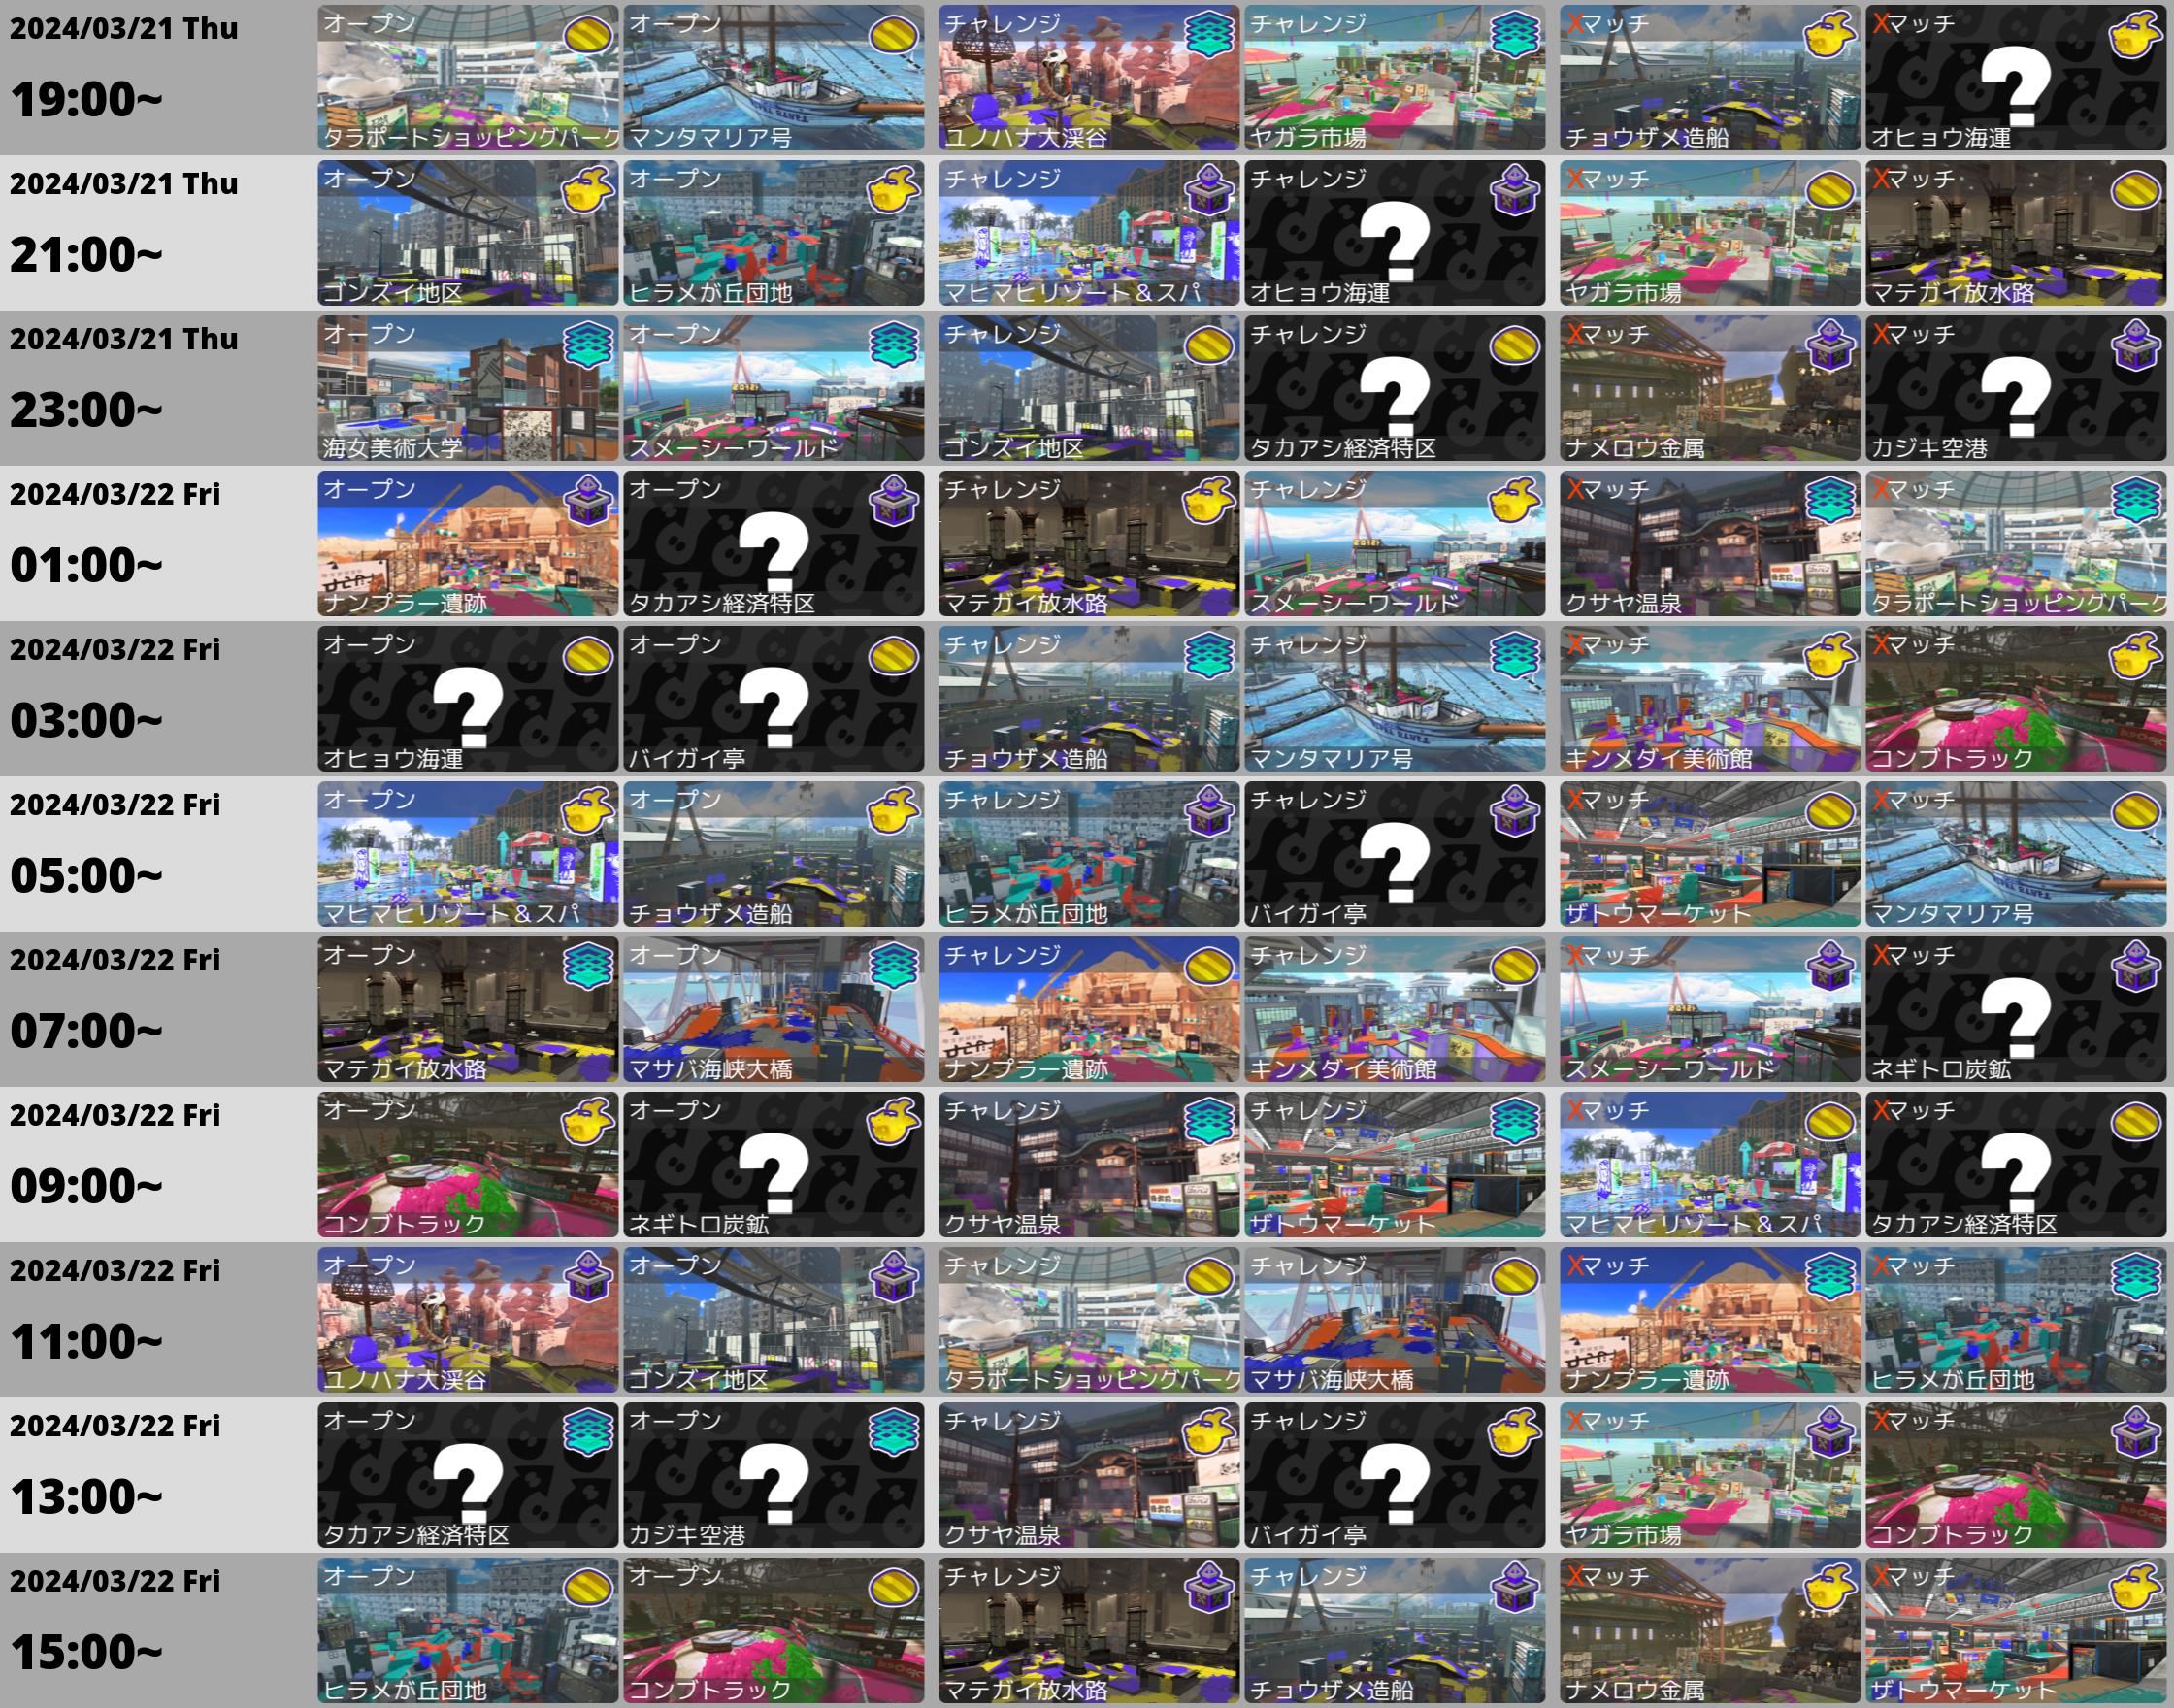 2024/03/21 Thu
19:00~
オープン
タラポートショッピングパーク
オープン
マンタマリア号
チャレンジ
ユノハナ大渓谷
チャレンジ
ヤガラ市場
Xマッチ
チョウザメ造船
Xマッチ
?
オヒョウ海運
2024/03/21 Thu
21:00~
オープン
ゴンズイ地区
オープン
ヒラメが丘団地
チャレンジ
マヒマヒリゾート&スパ
チャレンジ
?
オヒョウ海運
Xマッチ
ヤガラ市場
Xマッチ
マテガイ放水路
2024/03/21 Thu
23:00~
オープン
海女美術大学
オープン
スメーシーワールド
チャレンジ
ゴンズイ地区
チャレンジ
?
タカアシ経済特区
Xマッチ
ナメロウ金属
Xマッチ
?
カジキ空港
2024/03/22 Fri
01:00~
オープン
ナンプラー遺跡
オープン
?
タカアシ経済特区
チャレンジ
マテガイ放水路
チャレンジ
スメーシーワールド
Xマッチ
クサヤ温泉
Xマッチ
タラポートショッピングパーク
2024/03/22 Fri
03:00~
オープン
?
オヒョウ海運
オープン
?
バイガイ亭
チャレンジ
チョウザメ造船
チャレンジ
マンタマリア号
Xマッチ
キンメダイ美術館
Xマッチ
コンブトラック
2024/03/22 Fri
05:00~
オープン
マヒマヒリゾート&スパ
オープン
チョウザメ造船
チャレンジ
ヒラメが丘団地
チャレンジ
?
バイガイ亭
Xマッチ
ザトウマーケット
Xマッチ
マンタマリア号
2024/03/22 Fri
07:00~
オープン
マテガイ放水路
オープン
マサバ海峡大橋
チャレンジ
ナンプラー遺跡
チャレンジ
キンメダイ美術館
Xマッチ
スメーシーワールド
Xマッチ
?
ネギトロ炭鉱
2024/03/22 Fri
09:00~
オープン
コンブトラック
オープン
?
ネギトロ炭鉱
チャレンジ
クサヤ温泉
チャレンジ
ザトウマーケット
Xマッチ
マヒマヒリゾート&スパ
Xマッチ
?
タカアシ経済特区
2024/03/22 Fri
11:00~
オープン
ユノハナ大渓谷
オープン
ゴンズイ地区
チャレンジ
タラポートショッピングパーク
チャレンジ
マサバ海峡大橋
Xマッチ
ナンプラー遺跡
Xマッチ
ヒラメが丘団地
2024/03/22 Fri
13:00~
オープン
?
タカアシ経済特区
オープン
?
カジキ空港
チャレンジ
クサヤ温泉
チャレンジ
?
バイガイ亭
Xマッチ
ヤガラ市場
Xマッチ
コンブトラック
2024/03/22 Fri
15:00~
オープン
ヒラメが丘団地
オープン
コンブトラック
チャレンジ
マテガイ放水路
チャレンジ
チョウザメ造船
Xマッチ
ナメロウ金属
Xマッチ
ザトウマーケット